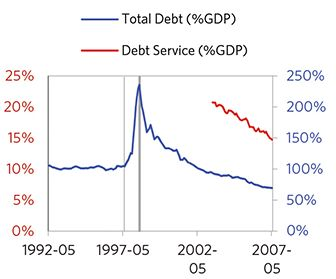 Total Debt (%GDP)
Debt Service (%GDP)
25% 250%
20% 200%
15% 150%
10% 100%
5% 50%
0% 0%
1992-05 1997-05 2002- 2007-
05 05